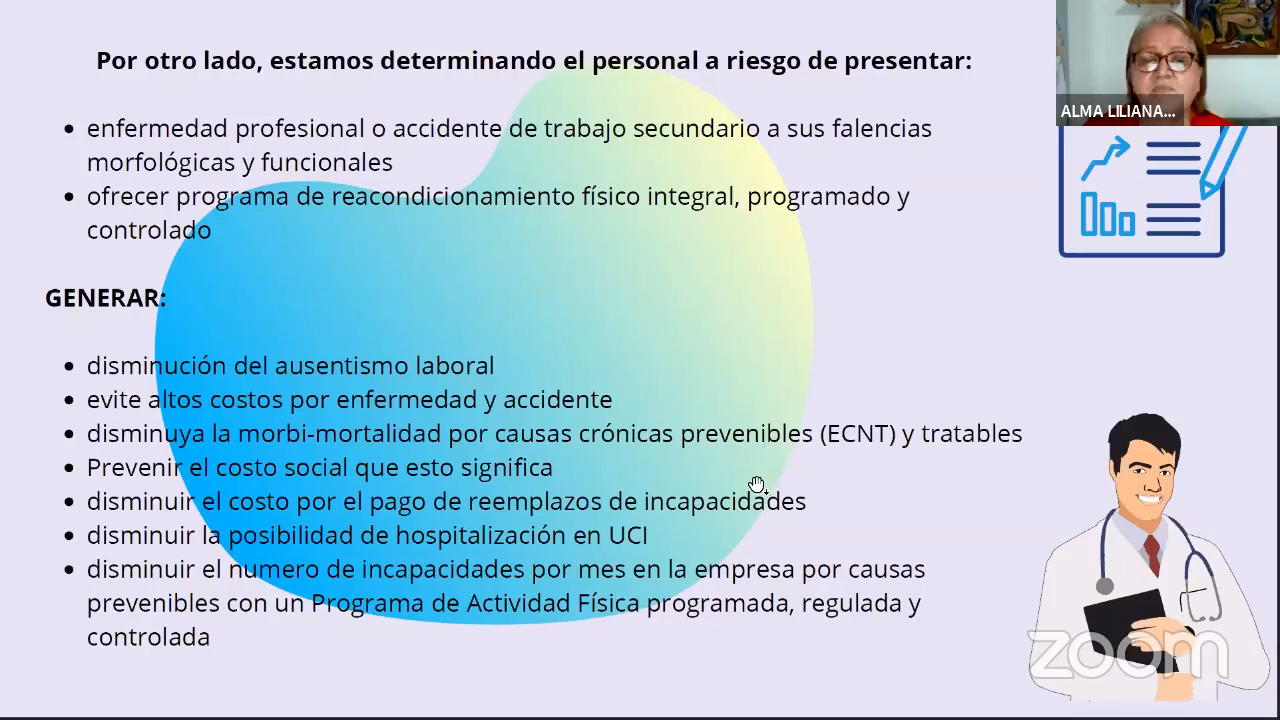 Por otro lado, estamos determinando el personal a riesgo de presentar:
ALMA LILIANA...
• enfermedad profesional o accidente de trabajo secundario a sus falencias
morfológicas y funcionales
• ofrecer programa de reacondicionamiento físico integral, programado y
controlado
GENERAR:
• disminución del ausentismo laboral
• evite altos costos por enfermedad y accidente
• disminuya la morbi-mortalidad por causas crónicas prevenibles (ECNT) y tratables
• Prevenir el costo social que esto significa
• disminuir el costo por el pago de reemplazos de incapacidades
• disminuir la posibilidad de hospitalización en UCI
• disminuir el numero de incapacidades por mes en la empresa por causas
prevenibles con un Programa de Actividad Física programada, regulada y
controlada
zoom